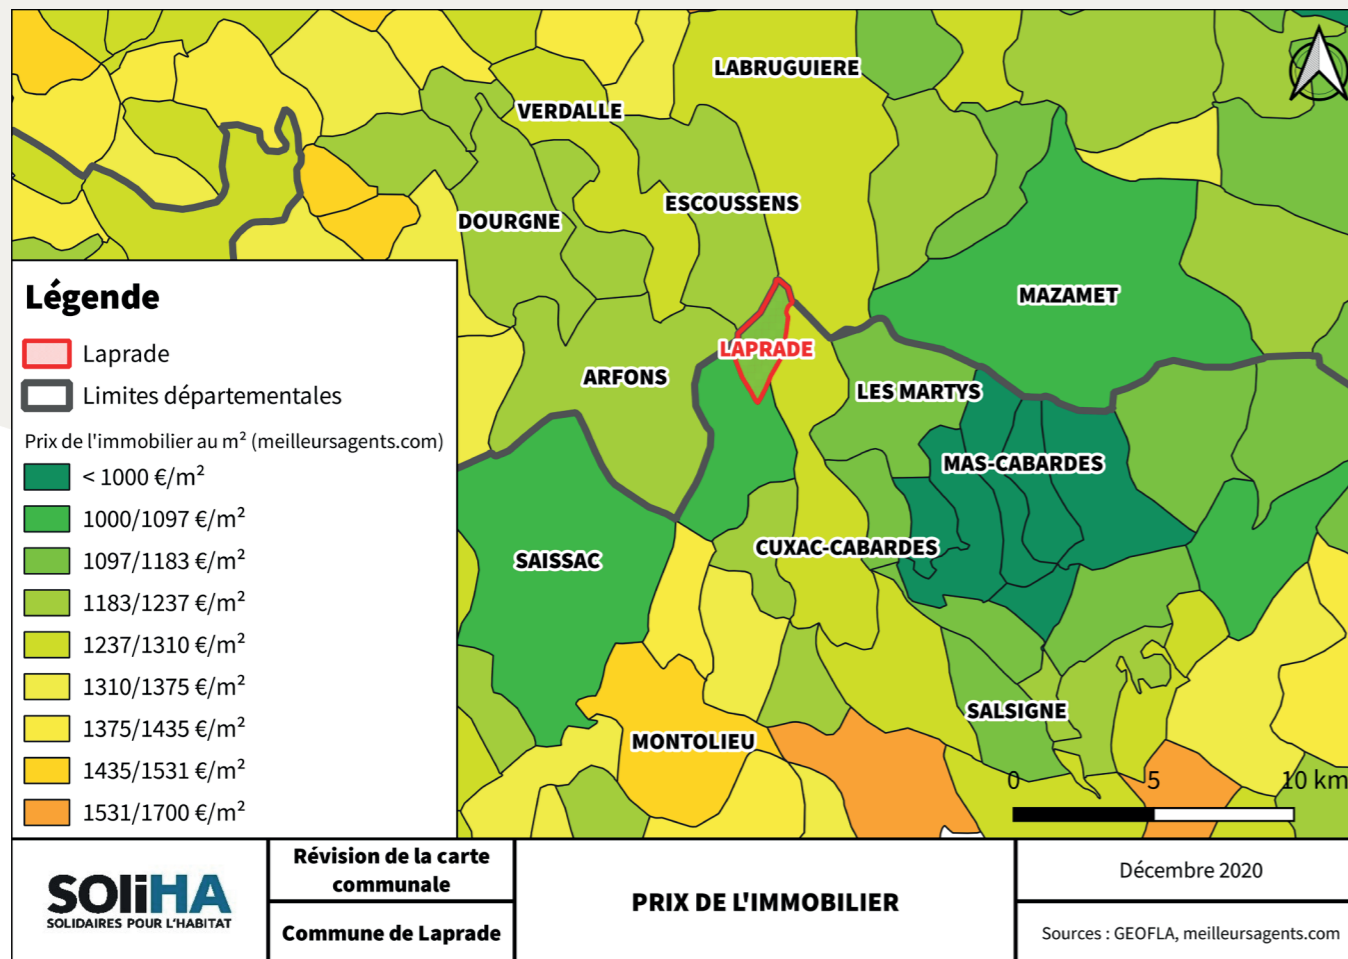 LABRUGUIERE
VERDALLE
ESCOUSSENS
DOURGNE
MAZAMET
LAPRADE
ARFONS
LES MARTYS
MAS-CABARDES
CUXAC-CABARDES
SAISSAC
SALSIGNE
MONTOLIEU
0 5 10 km
Légende
Laprade
Limites départementales
Prix de l'immobilier au m² (meilleursagents.com)
< 1000 €/m²
1000/1097 €/m²
1097/1183 €/m²
1183/1237 €/m²
1237/1310 €/m²
1310/1375 €/m²
1375/1435 €/m²
1435/1531 €/m²
1531/1700 €/m²
SOliHA
SOLIDAIRES POUR L'HABITAT
Révision de la carte
communale
Commune de Laprade
PRIX DE L'IMMOBILIER
Décembre 2020
Sources : GEOFLA, meilleursagents.com